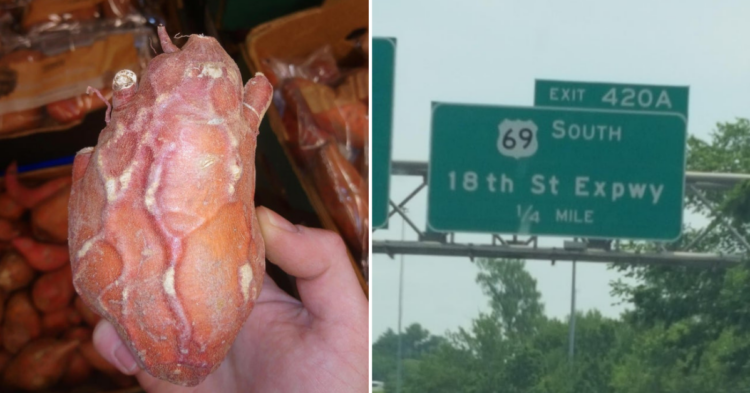 EXIT 420A
69 SOUTH
18th St Expwy
1/4 MILE